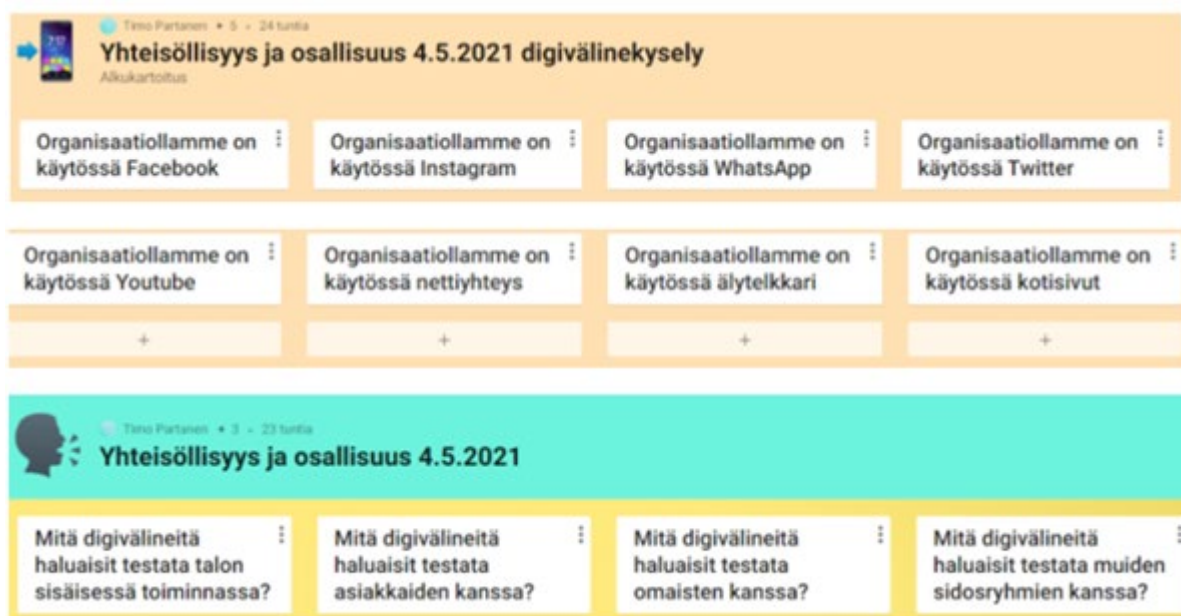 Timo Partanen • 5 • 24 tuntia
Yhteisöllisyys ja osallisuus 4.5.2021 digivälinekysely
Alkukartoitus
Organisaatiollamme on
käytössä Facebook
Organisaatiollamme on
käytössä Instagram
Organisaatiollamme on
käytössä WhatsApp
Organisaatiollamme on
käytössä Twitter
Organisaatiollamme on
käytössä Youtube
Organisaatiollamme on
käytössä nettiyhteys
Organisaatiollamme on
käytössä älytelkkari
Organisaatiollamme on
käytössä kotisivut
+
+
+
+
Timo Partanen • 3 • 23 tuntia
Yhteisöllisyys ja osallisuus 4.5.2021
Mitä digivälineitä
haluaisit testata talon
sisäisessä toiminnassa?
Mitä digivälineitä
haluaisit testata
asiakkaiden kanssa?
Mitä digivälineitä
haluaisit testata
omaisten kanssa?
Mitä digivälineitä
haluaisit testata muiden
sidosryhmien kanssa?